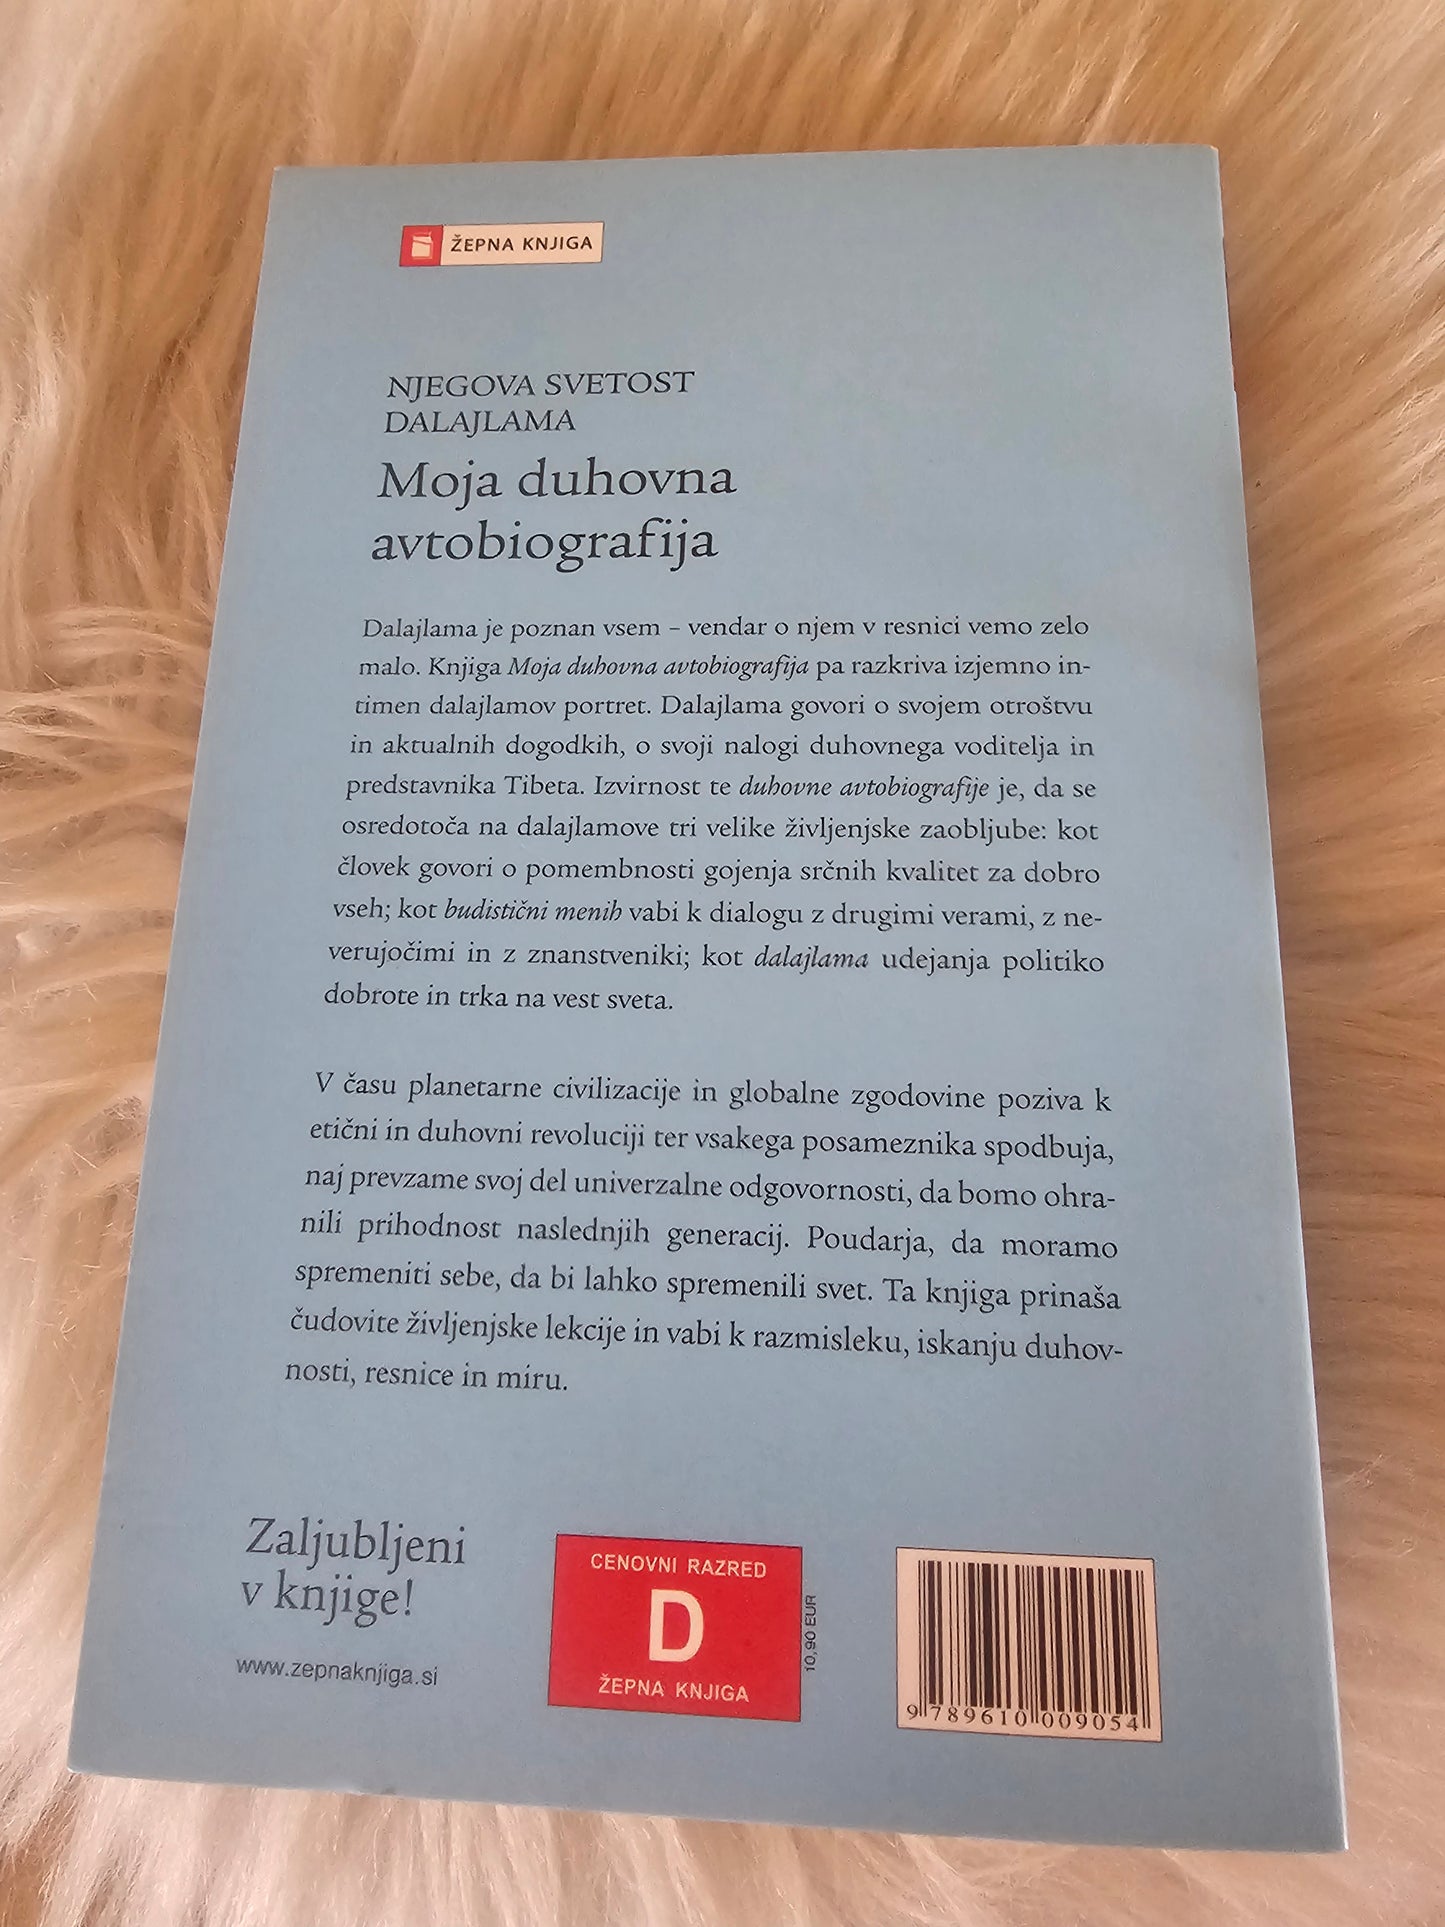 ŽEPNA KNJIGA
NJEGOVA SVETOST
DALAJLAMA
Moja duhovna
avtobiografija
Dalajlama je poznan vsem – vendar o njem v resnici vemo zelo
malo. Knjiga Moja duhovna avtobiografija pa razkriva izjemno in-
timen dalajlamov portret. Dalajlama govori o svojem otroštvu
in aktualnih dogodkih, o svoji nalogi duhovnega voditelja in
predstavnika Tibeta. Izvirnost te duhovne avtobiografije je, da se
osredotoča na dalajlamove tri velike življenjske zaobljube: kot
človek govori o pomembnosti gojenja srčnih kvalitet za dobro
vseh; kot budistični menih vabi k dialogu z drugimi verami, z ne-
verujočimi in z znanstveniki; kot dalajlama udejanja politiko
dobrote in trka na vest sveta.
V času planetarne civilizacije in globalne zgodovine poziva k
etični in duhovni revoluciji ter vsakega posameznika spodbuja,
naj prevzame svoj del univerzalne odgovornosti, da bomo ohra-
nili prihodnost naslednjih generacij. Poudarja, da moramo
spremeniti sebe, da bi lahko spremenili svet. Ta knjiga prinaša
čudovite življenjske lekcije in vabi k razmisleku, iskanju duhov-
nosti, resnice in miru.
Zaljubljeni
v knjige!
www.zepnaknjiga.si
CENOVNI RAZRED
D
ŽEPNA KNJIGA
10,90 EUR
9 789610 009054